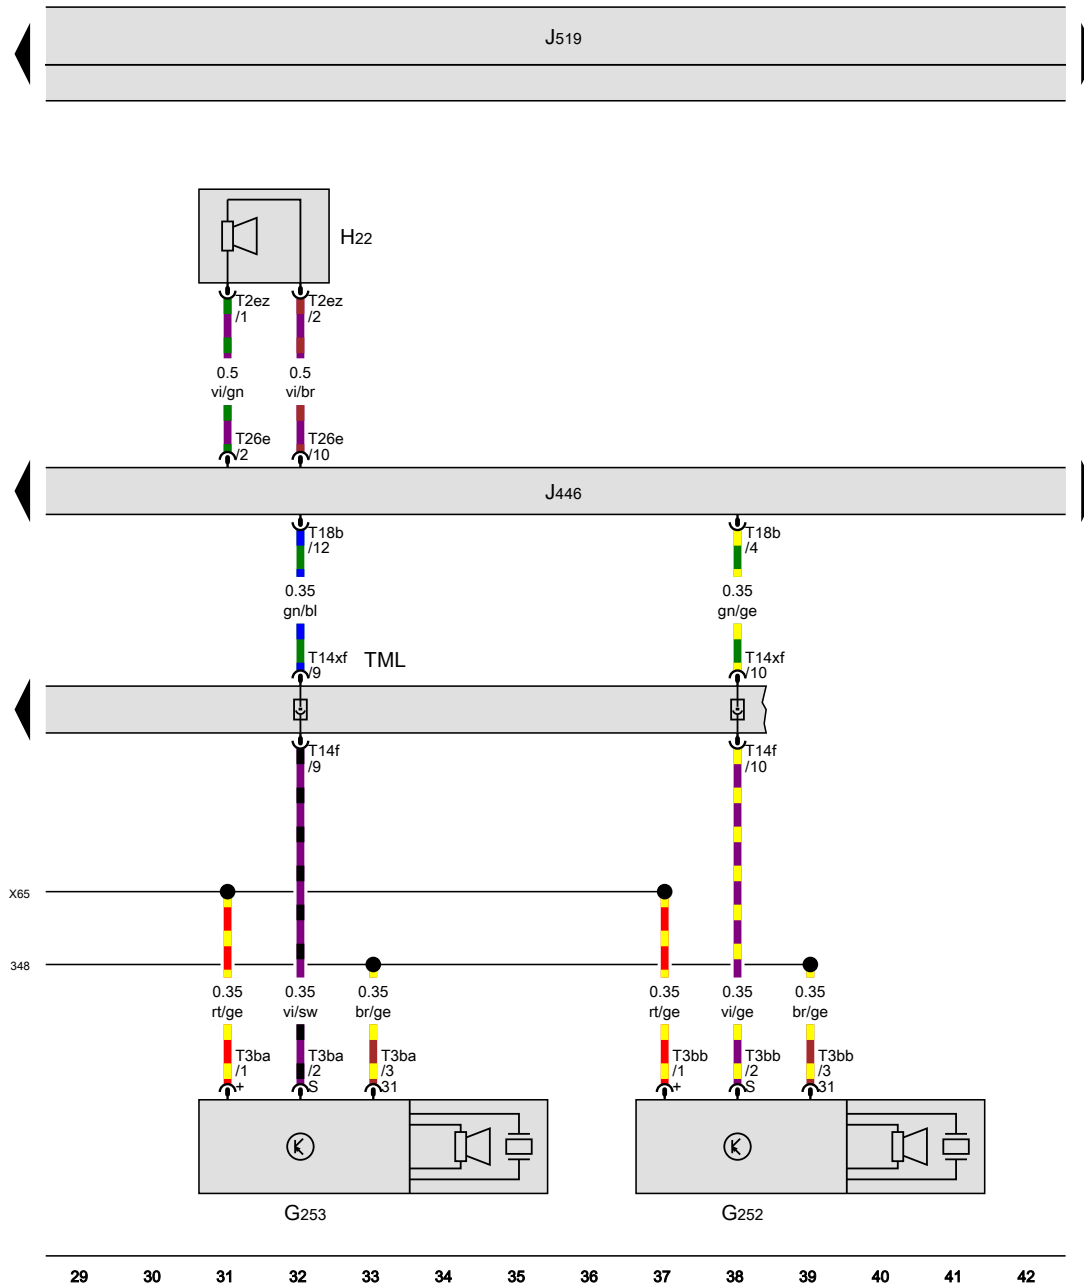 J519
H22
T2ez
/1
T2ez
/2
0.5
vi/gn
0.5
vi/br
T26e
/2
T26e
/10
J446
T18b
/12
T18b
/4
0.35
gn/bl
0.35
gn/ge
T14xf
/9
TML
T14xf
/10
T14f
/9
T14f
/10
X65
348
0.35
rt/ge
0.35
vi/sw
0.35
br/ge
0.35
rt/ge
0.35
vi/ge
0.35
br/ge
T3ba
/1
+
T3ba
/2
S
T3ba
/3
31
T3bb
/1
+
T3bb
/2
S
T3bb
/3
31
G253
G252
29 30 31 32 33 34 35 36 37 38 39 40 41 42